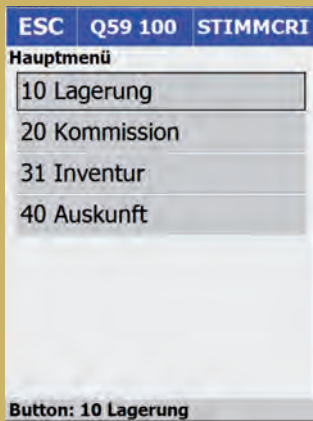 ESC Q59 100 STIMMCRI
Hauptmenü
10 Lagerung
20 Kommission
31 Inventur
40 Auskunft
Button: 10 Lagerung